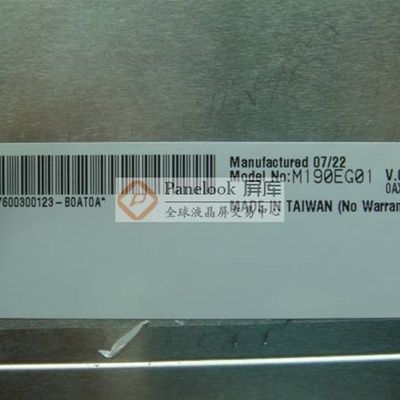 Manufactured 07/22
Model No:M190EG01 V.
Panelook 屏库
600300123-B0AT0A*
全球液晶屏交易中心
MADE IN TAIWAN (No Warran